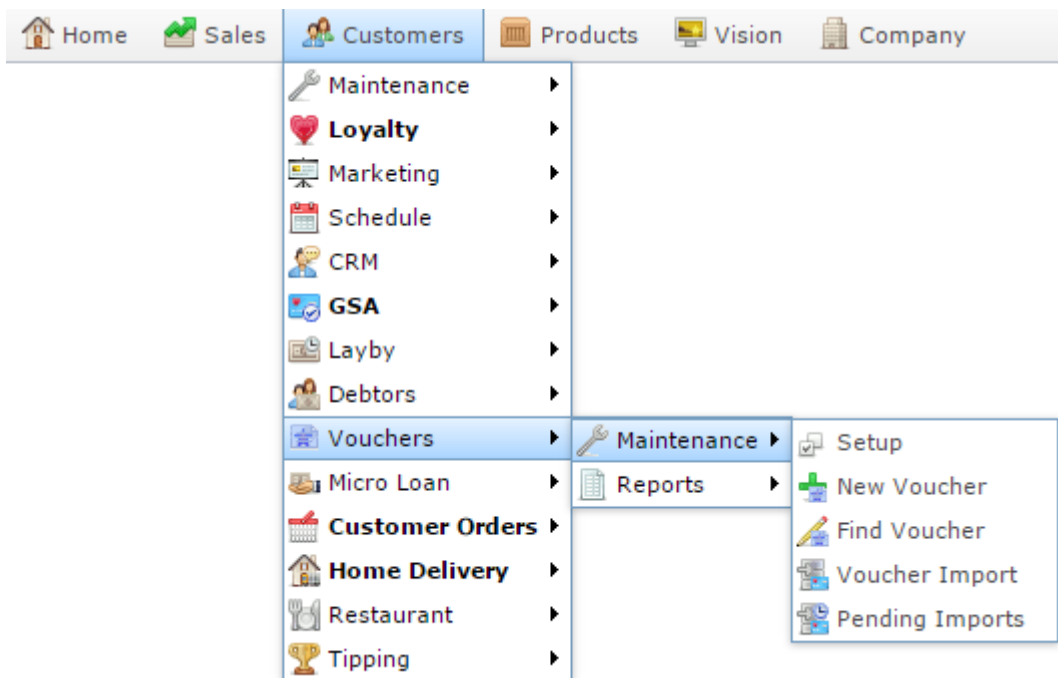 Home Sales Customers Products Vision Company
Maintenance
Loyalty
Marketing
Schedule
CRM
GSA
Layby
Debtors
Vouchers Maintenance Setup
Micro Loan Reports New Voucher
Customer Orders Find Voucher
Home Delivery Voucher Import
Restaurant Pending Imports
Tipping